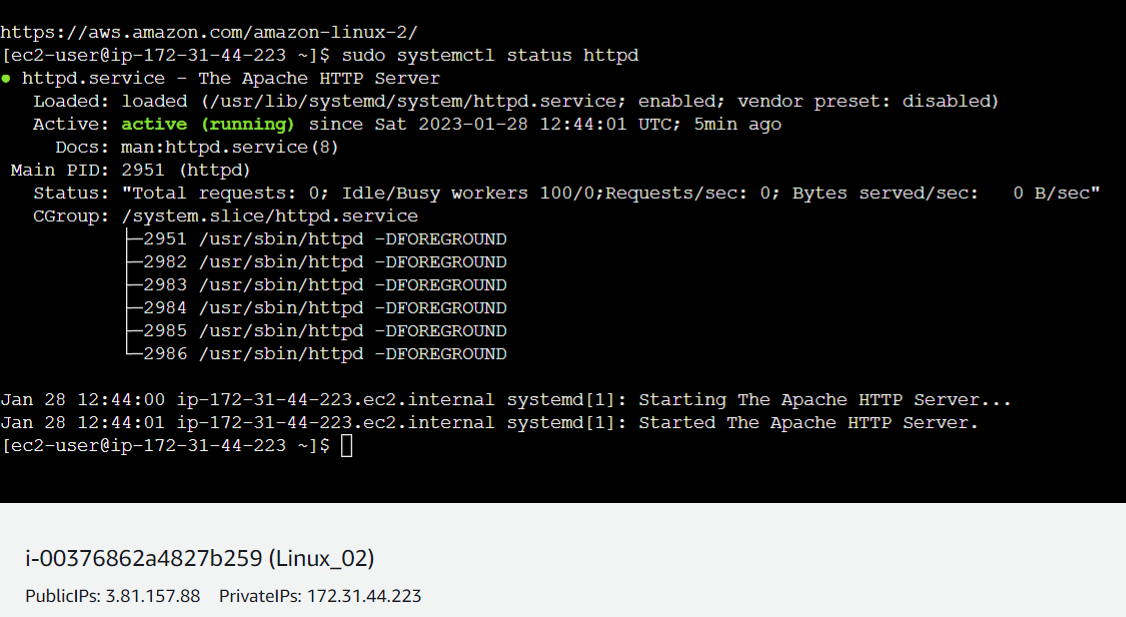 https://aws.amazon.com/amazon-linux-2/
[ec2-user@ip-172-31-44-223 ~]$ sudo systemctl status httpd
● httpd.service - The Apache HTTP Server
   Loaded: loaded (/usr/lib/systemd/system/httpd.service; enabled; vendor preset: disabled)
   Active: active (running) since Sat 2023-01-28 12:44:01 UTC; 5min ago
     Docs: man:httpd.service(8)
 Main PID: 2951 (httpd)
   Status: "Total requests: 0; Idle/Busy workers 100/0;Requests/sec: 0; Bytes served/sec:   0 B/sec"
   CGroup: /system.slice/httpd.service
           ├─2951 /usr/sbin/httpd -DFOREGROUND
           ├─2982 /usr/sbin/httpd -DFOREGROUND
           ├─2983 /usr/sbin/httpd -DFOREGROUND
           ├─2984 /usr/sbin/httpd -DFOREGROUND
           ├─2985 /usr/sbin/httpd -DFOREGROUND
           └─2986 /usr/sbin/httpd -DFOREGROUND
Jan 28 12:44:00 ip-172-31-44-223.ec2.internal systemd[1]: Starting The Apache HTTP Server...
Jan 28 12:44:01 ip-172-31-44-223.ec2.internal systemd[1]: Started The Apache HTTP Server.
[ec2-user@ip-172-31-44-223 ~]$
i-00376862a4827b259 (Linux_02)
PublicIPs: 3.81.157.88   PrivateIPs: 172.31.44.223